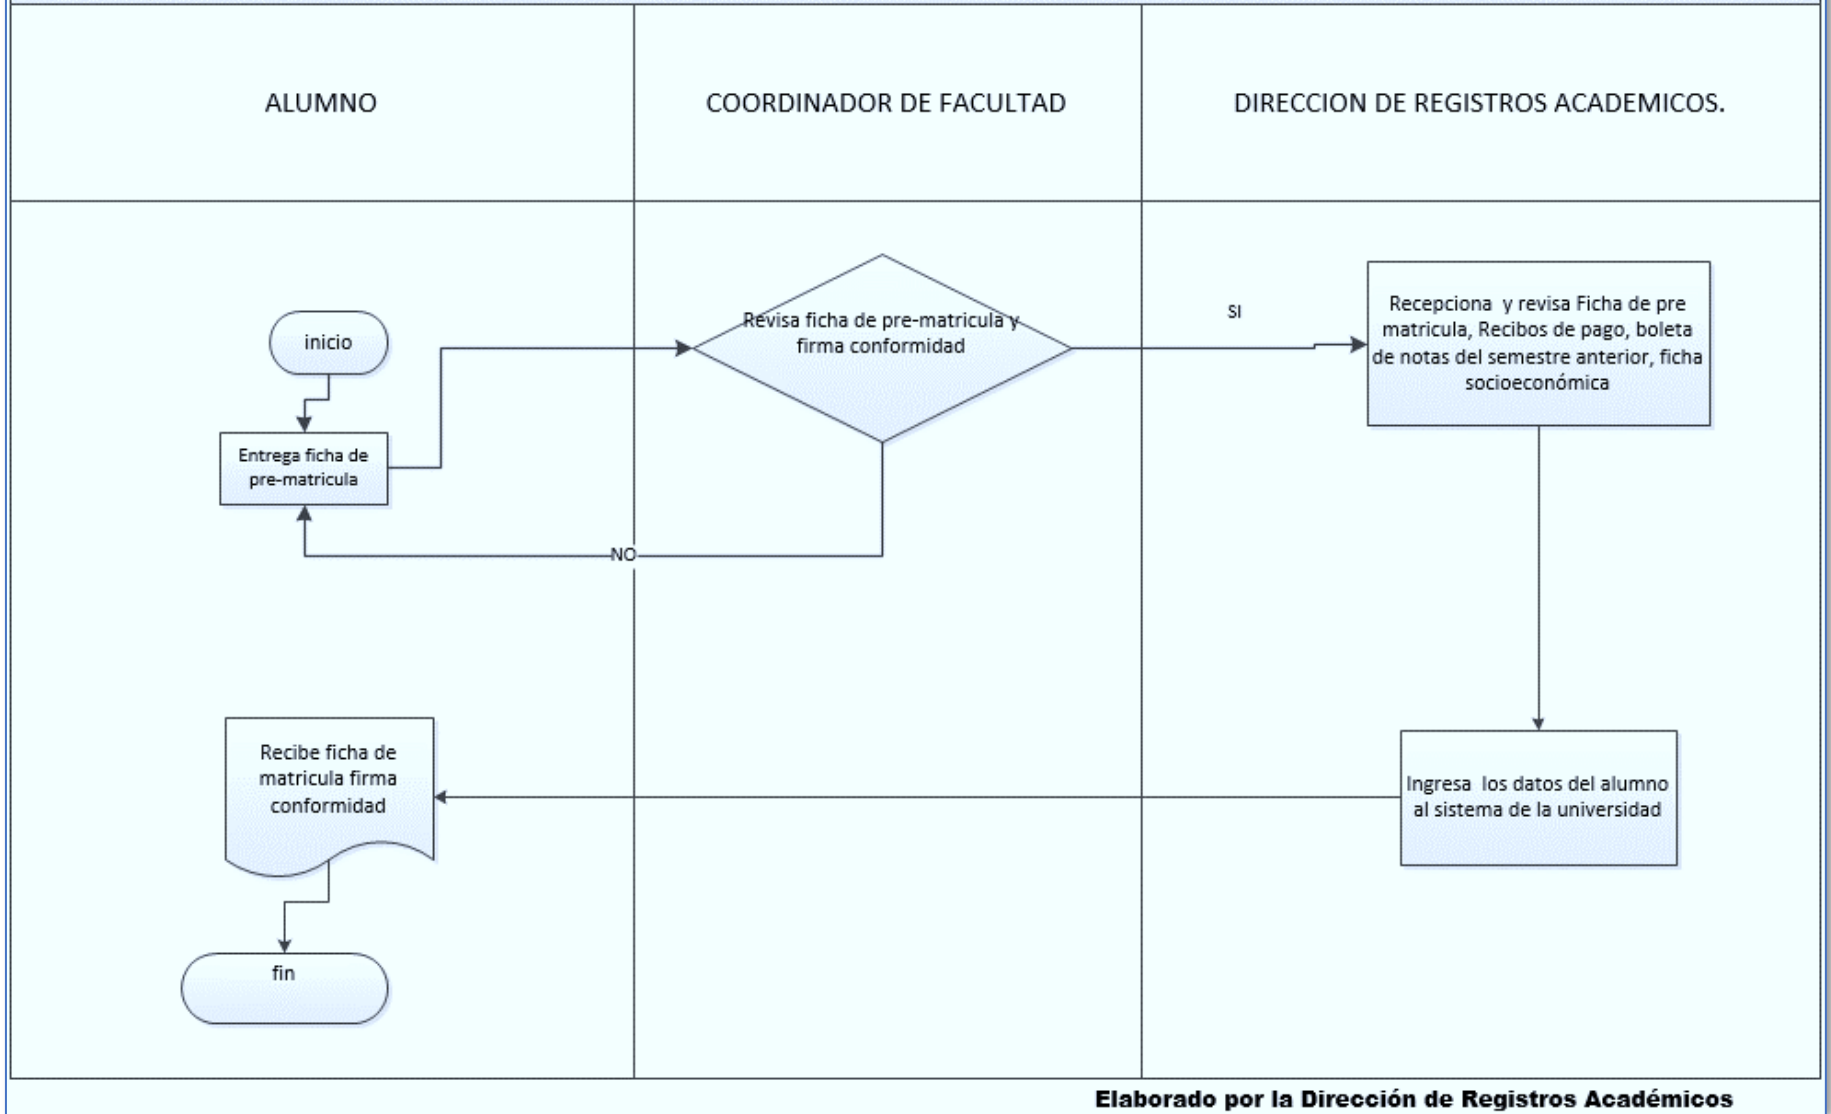 ALUMNO
COORDINADOR DE FACULTAD
DIRECCION DE REGISTROS ACADEMICOS.
inicio
Entrega ficha de
pre-matricula
Revisa ficha de pre-matricula y
firma conformidad
SI
NO
Recepciona y revisa Ficha de pre
matricula, Recibos de pago, boleta
de notas del semestre anterior, ficha
socioeconómica
Ingresa los datos del alumno
al sistema de la universidad
Recibe ficha de
matricula firma
conformidad
fin
Elaborado por la Dirección de Registros Académicos